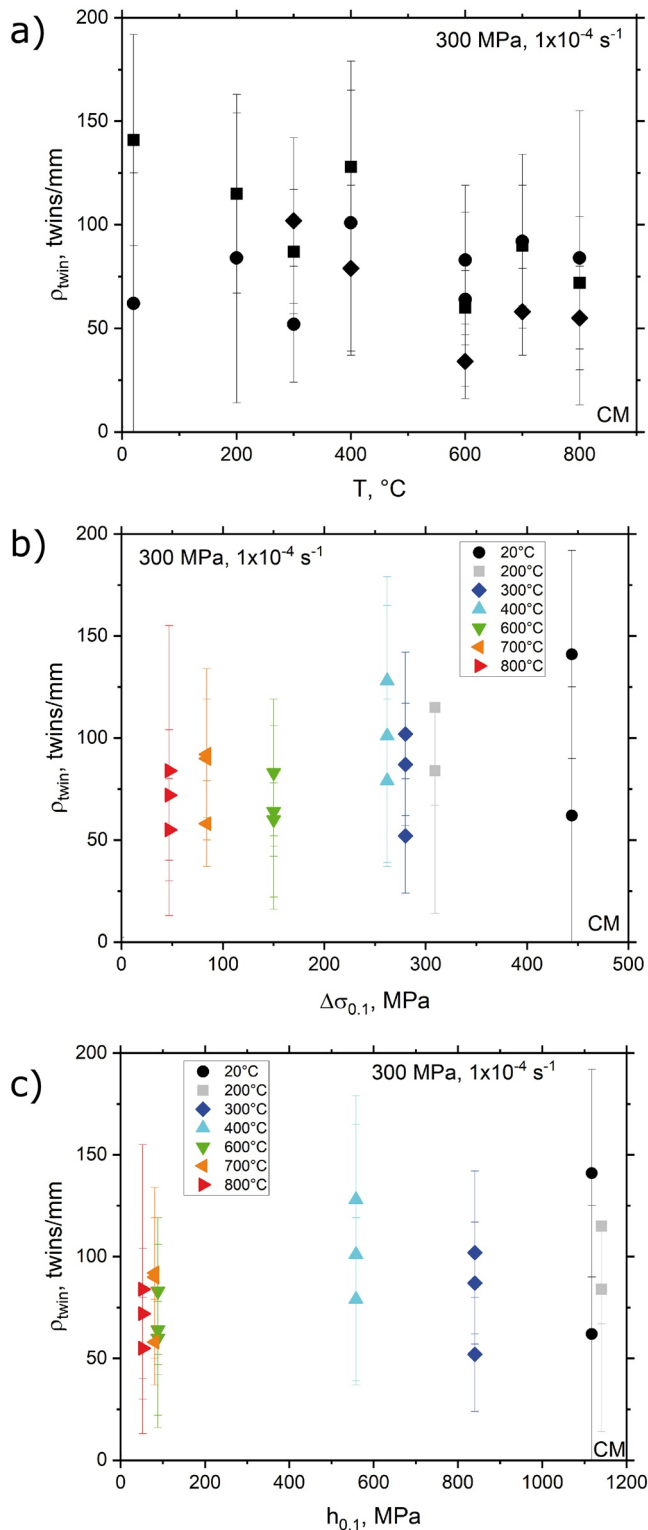 a)
300 MPa, 1x10⁻⁴ s⁻¹
200
150
100
50
0
ρtwin, twins/mm
CM
0
200
400
600
800
T, °C
b)
300 MPa, 1x10⁻⁴ s⁻¹
20°C
200°C
300°C
400°C
600°C
700°C
800°C
200
150
100
50
0
ρtwin, twins/mm
CM
0
100
200
300
400
500
Δσ0.1, MPa
c)
20°C
200°C
300°C
400°C
600°C
700°C
800°C
300 MPa, 1x10⁻⁴ s⁻¹
200
150
100
50
0
ρtwin, twins/mm
CM
0
200
400
600
800
1000
1200
h0.1, MPa